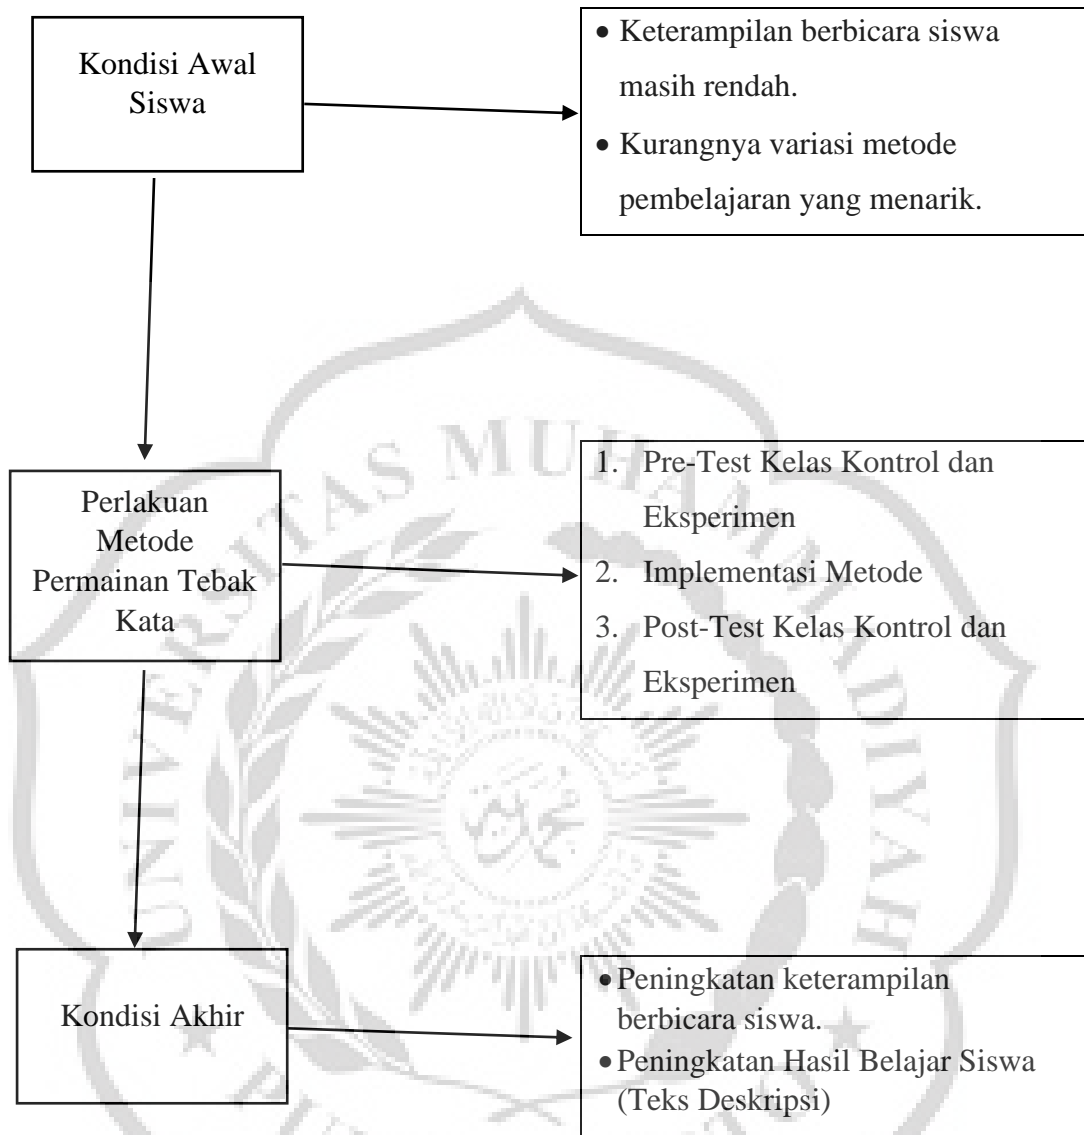 Kondisi Awal
Siswa
• Keterampilan berbicara siswa
masih rendah.
• Kurangnya variasi metode
pembelajaran yang menarik.
UNIVERSITAS MUHAMMADIYAH
Perlakuan
Metode
Permainan Tebak
Kata
1. Pre-Test Kelas Kontrol dan
Eksperimen
2. Implementasi Metode
3. Post-Test Kelas Kontrol dan
Eksperimen
Kondisi Akhir
• Peningkatan keterampilan
berbicara siswa.
• Peningkatan Hasil Belajar Siswa
(Teks Deskripsi)